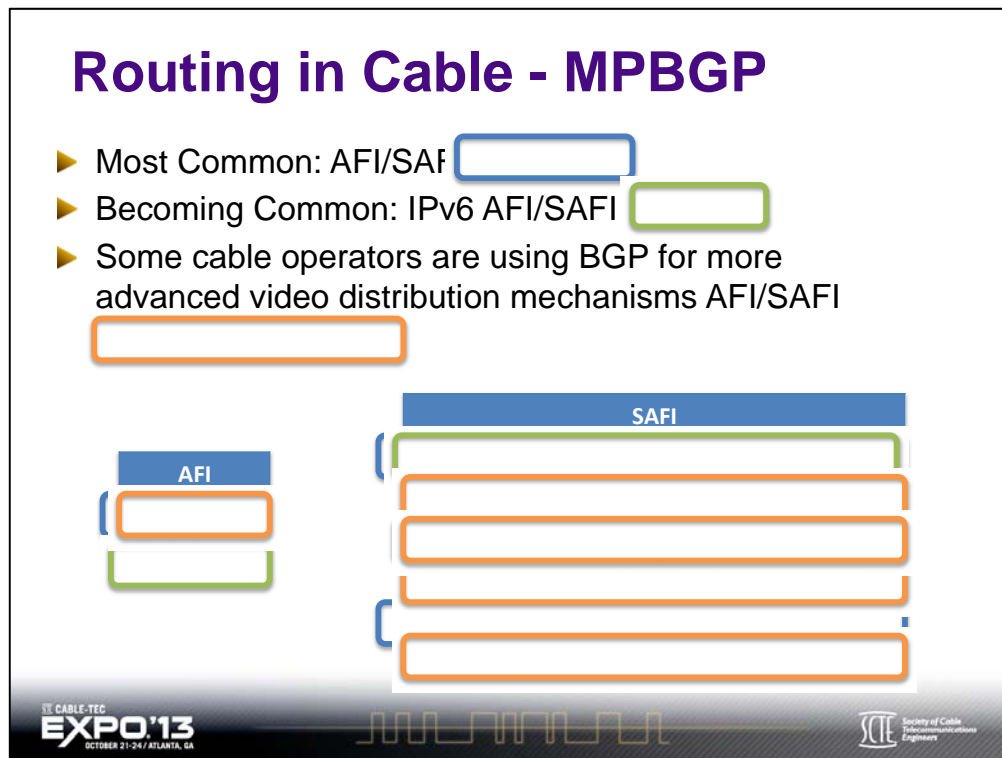 Routing in Cable - MPBGP
Most Common: AFI/SAF
Becoming Common: IPv6 AFI/SAFI
Some cable operators are using BGP for more
advanced video distribution mechanisms AFI/SAFI
SAFI
AFI
CABLE-TEC
EXPO.'13
OCTOBER 21-24 / ATLANTA, GA
SCTE
Society of Cable
Telecommunications
Engineers